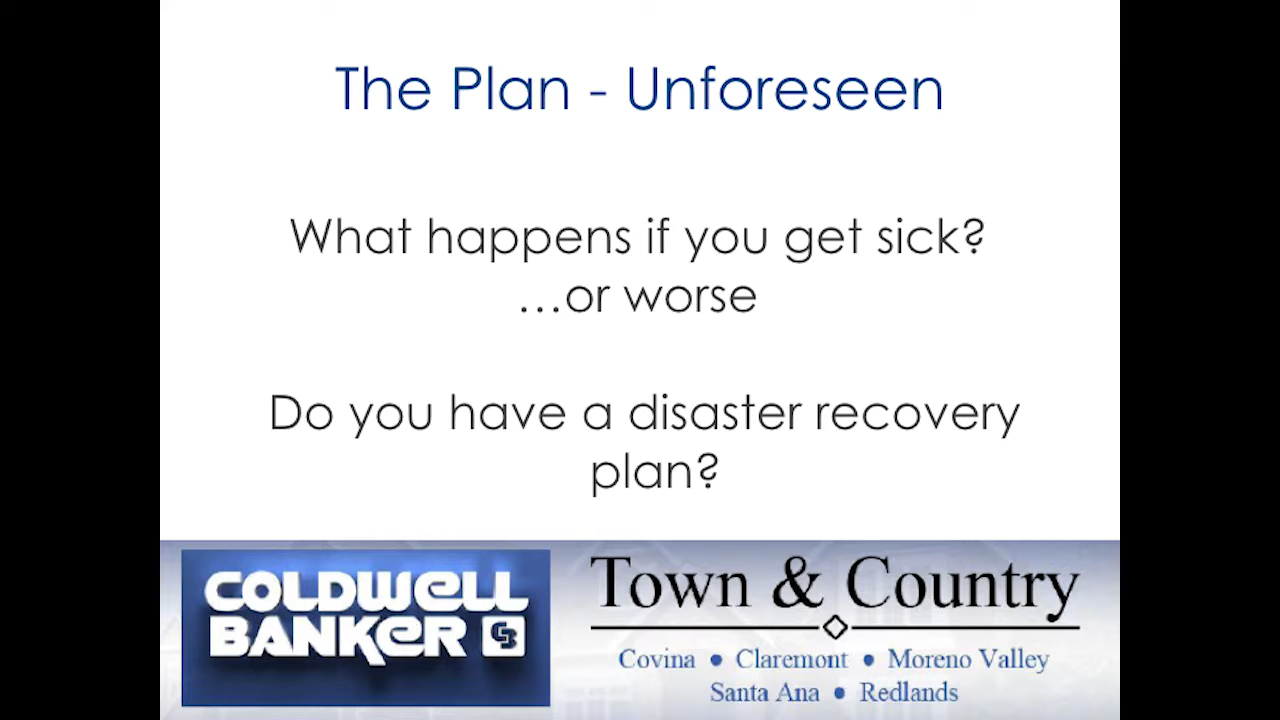 The Plan - Unforeseen
What happens if you get sick?
...or worse
Do you have a disaster recovery
plan?
COLDWELL
BANKER CB
Town & Country
Covina • Claremont • Moreno Valley
Santa Ana • Redlands